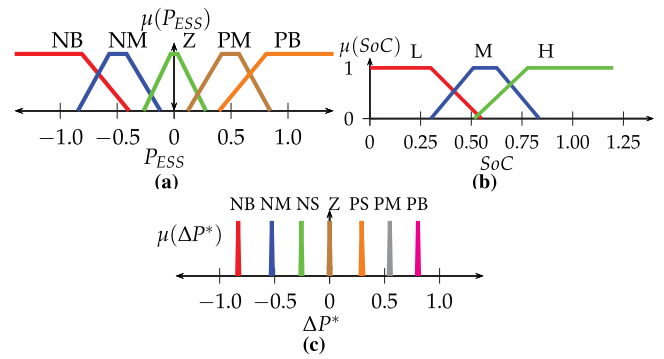 μ(P_ESS)
NB NM Z PM PB
−1.0 −0.5 0 0.5 1.0
P_ESS
(a)
μ(SoC)
L M H
1
0
0 0.25 0.50 0.75 1.00 1.25
SoC
(b)
NB NM NS Z PS PM PB
μ(ΔP*)
−1.0 −0.5 0 0.5 1.0
ΔP*
(c)